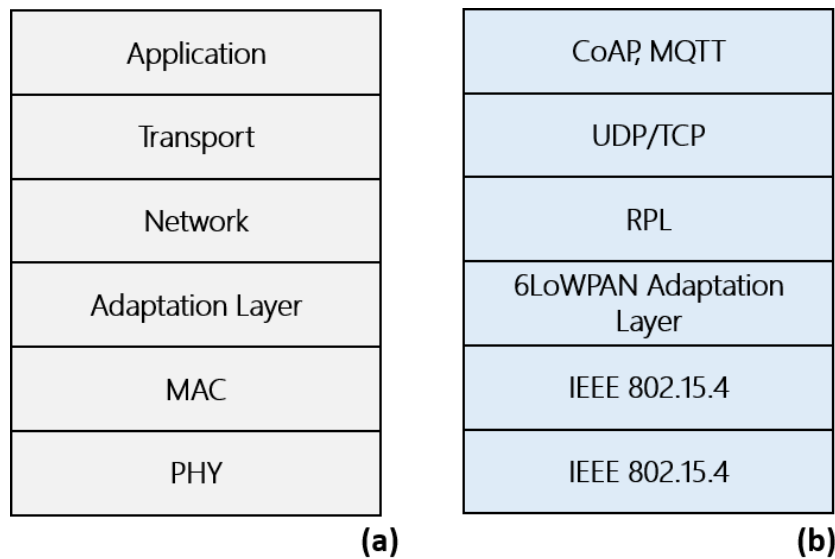 Application
Transport
Network
Adaptation Layer
MAC
PHY
(a)
CoAP, MQTT
UDP/TCP
RPL
6LoWPAN Adaptation
Layer
IEEE 802.15.4
IEEE 802.15.4
(b)